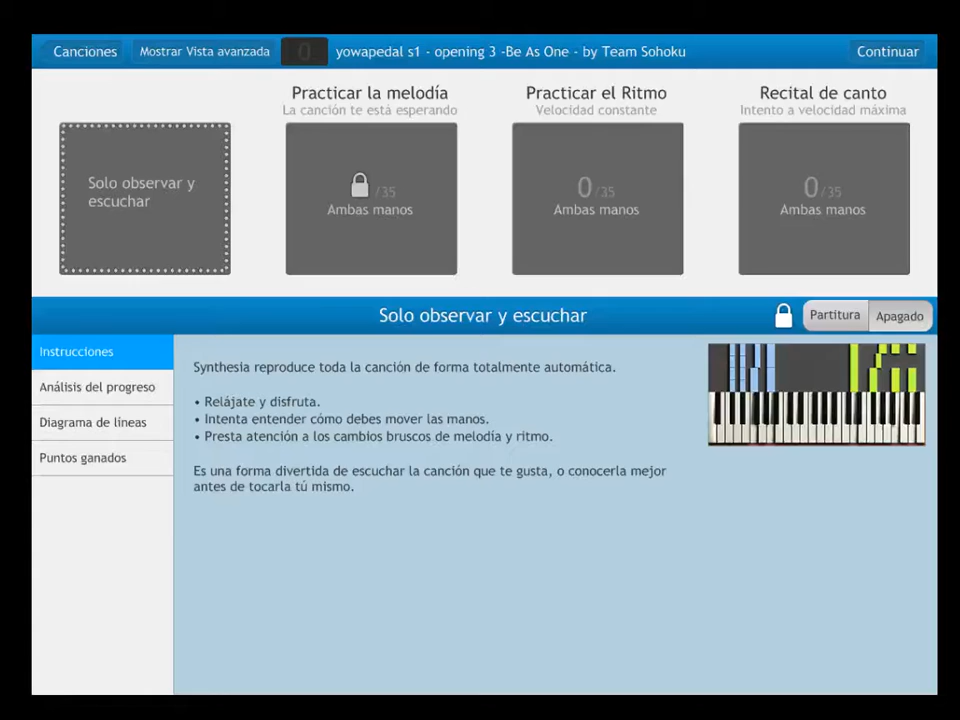 Canciones
Mostrar Vista avanzada
0
yowapedal s1 - opening 3 -Be As One - by Team Sohoku
Continuar
Practicar la melodía
La canción te está esperando
Practicar el Ritmo
Velocidad constante
Recital de canto
Intento a velocidad máxima
Solo observar y
escuchar
/35
Ambas manos
0/35
Ambas manos
0/35
Ambas manos
Solo observar y escuchar
Partitura
Apagado
Instrucciones
Análisis del progreso
Diagrama de líneas
Puntos ganados
Synthesia reproduce toda la canción de forma totalmente automática.
• Relájate y disfruta.
• Intenta entender cómo debes mover las manos.
• Presta atención a los cambios bruscos de melodía y ritmo.
Es una forma divertida de escuchar la canción que te gusta, o conocerla mejor
antes de tocarla tú mismo.